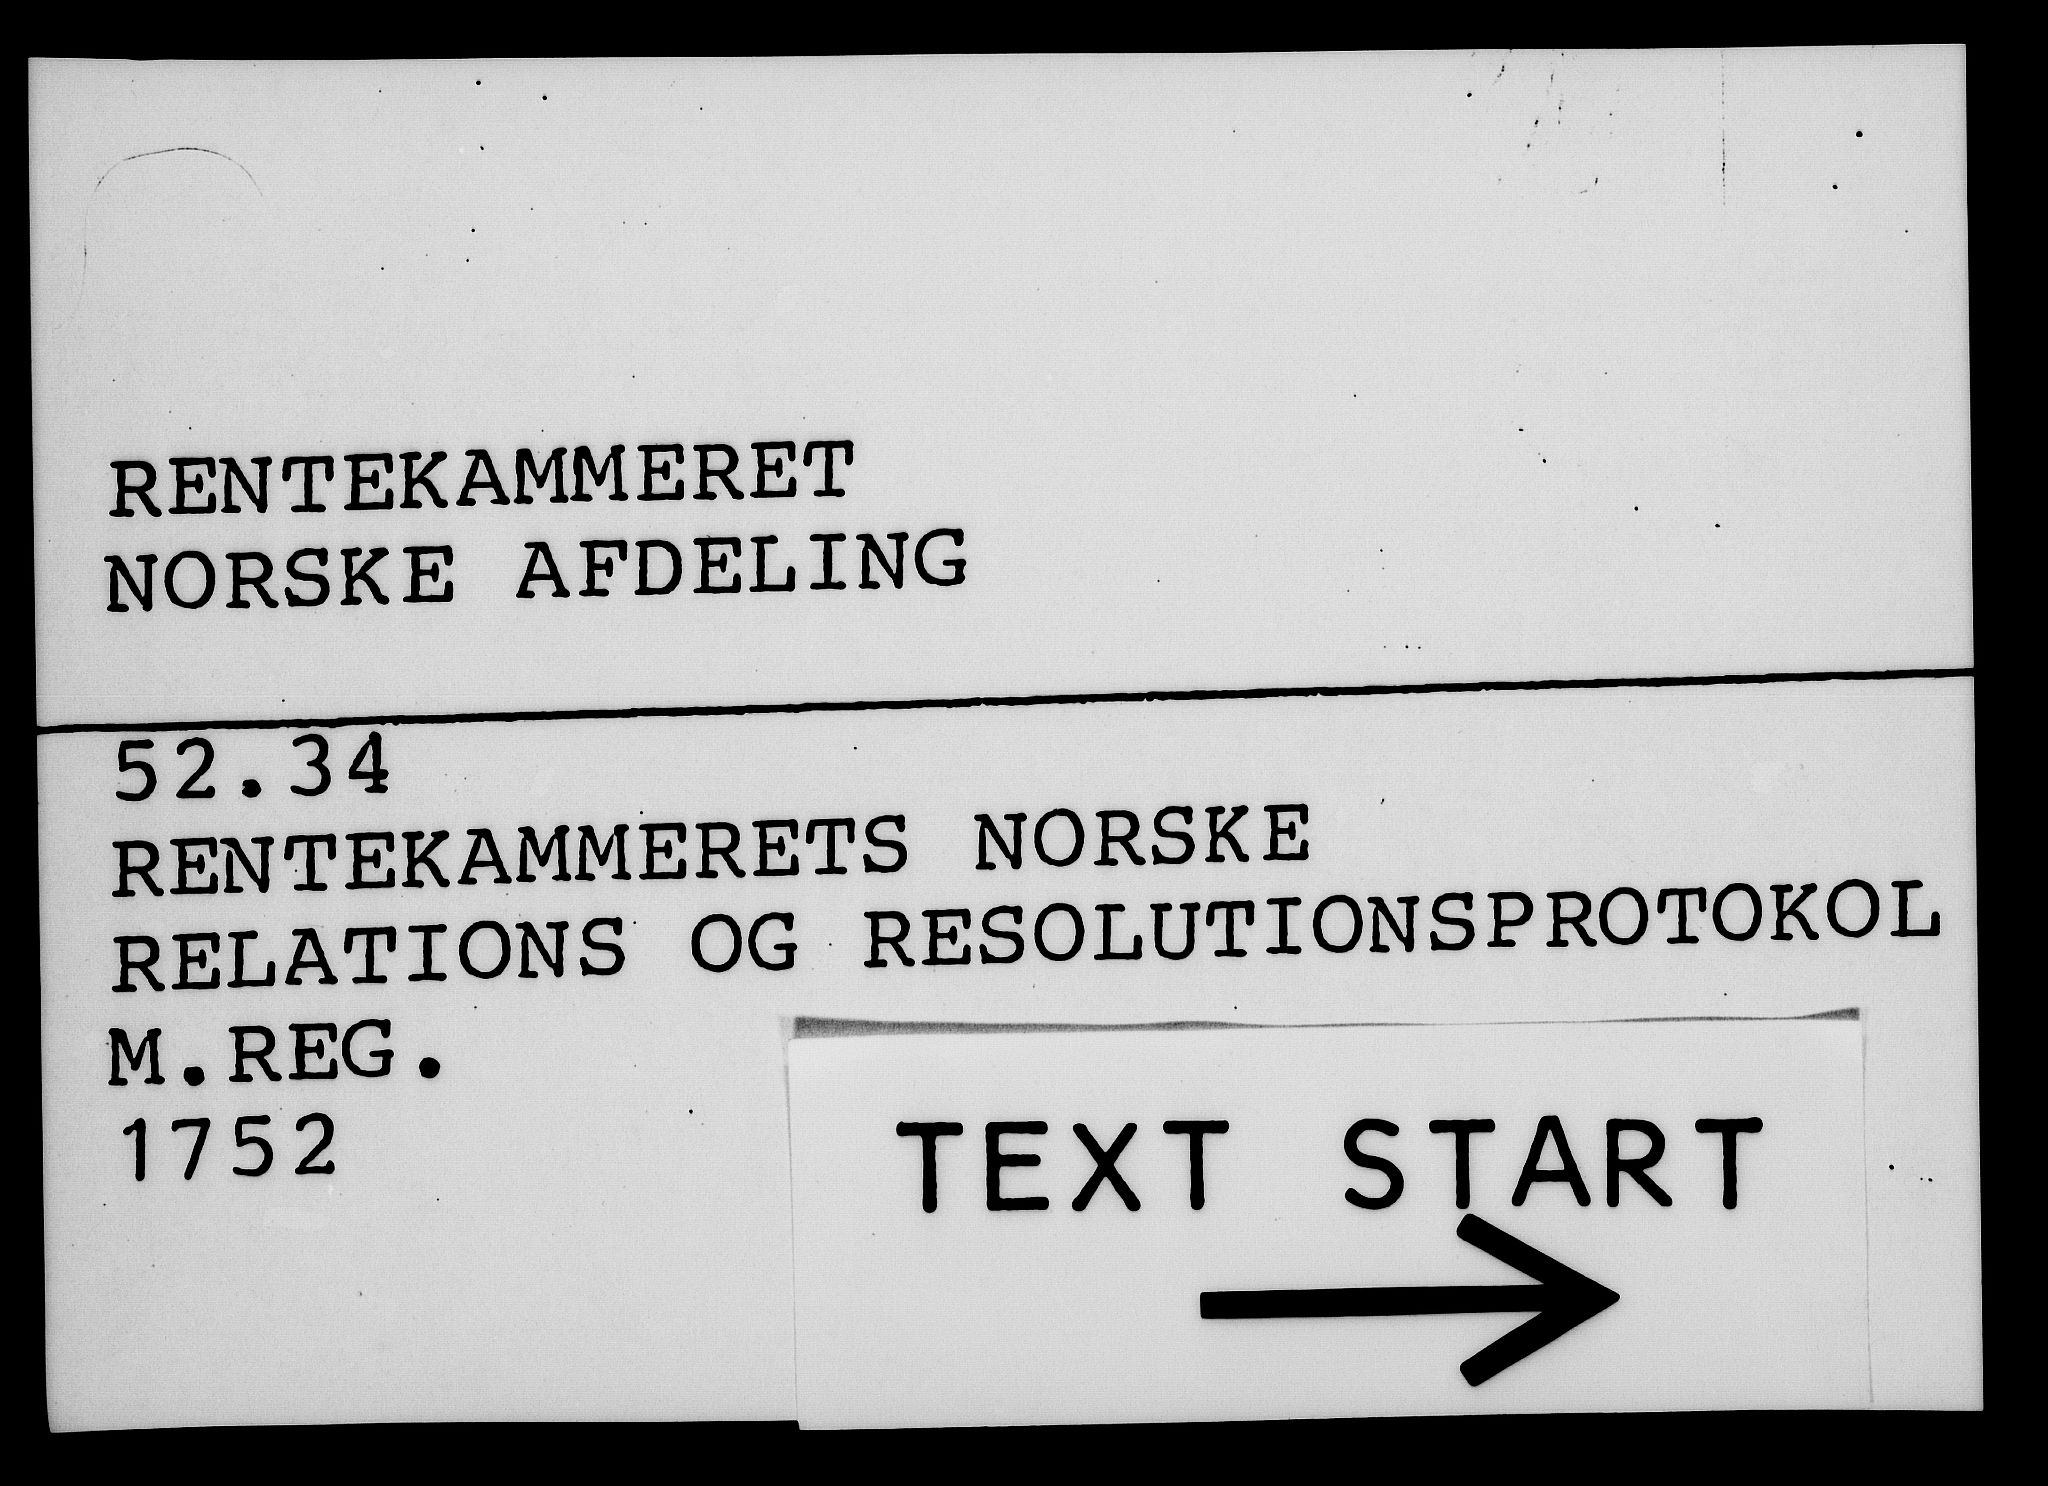 RENTEKAMMERET
NORSKE AFDELING
52.34
RENTEKAMMERETS NORSKE
RELATIONS OG RESOLUTIONSPROTOKOL
M.REG.
1752
TEXT START